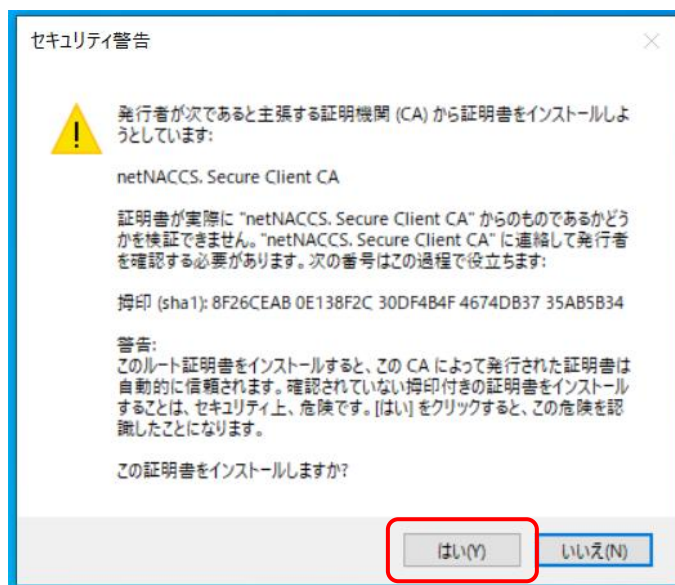 セキュリティ警告
発行者が次であると主張する証明機関 (CA) から証明書をインストールしよ
うとしています:
netNACCS. Secure Client CA
証明書が実際に "netNACCS. Secure Client CA" からのものであるかどう
かを検証できません。"netNACCS. Secure Client CA" に連絡して発行者
を確認する必要があります。次の番号はこの過程で役立ちます:
拇印 (sha1): 8F26CEAB 0E138F2C 30DF4B4F 4674DB37 35AB5B34
警告:
このルート証明書をインストールすると、この CA によって発行された証明書は
自動的に信頼されます。確認されていない拇印付きの証明書をインストール
することは、セキュリティ上、危険です。[はい] をクリックすると、この危険を認
識したことになります。
この証明書をインストールしますか?
はい(Y)
いいえ(N)